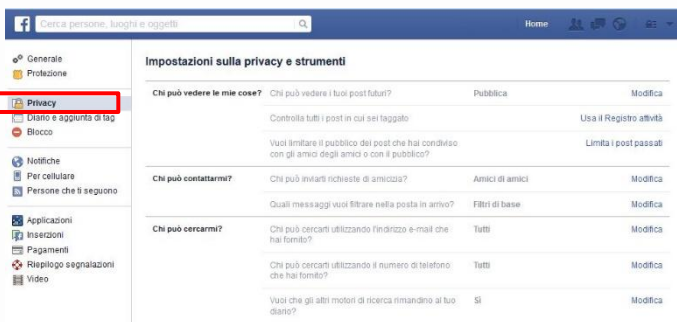 f Cerca persone, luoghi e oggetti
Home
Generale
Protezione
Privacy
Diario e aggiunta di tag
Blocco
Notifiche
Per cellulare
Persone che ti seguono
Applicazioni
Inserzioni
Pagamenti
Riepilogo segnalazioni
Video
Impostazioni sulla privacy e strumenti
Chi può vedere le mie cose? Chi può vedere i tuoi post futuri? Pubblica Modifica
Controlla tutti i post in cui sei taggato Usa il Registro attività
Vuoi limitare il pubblico dei post che hai condiviso Limita i post passati
con gli amici degli amici o con il pubblico?
Chi può contattarmi? Chi può inviarti richieste di amicizia? Amici di amici Modifica
Quali messaggi vuoi filtrare nella posta in arrivo? Filtri di base Modifica
Chi può cercarmi? Chi può cercarti utilizzando l'indirizzo e-mail che Tutti Modifica
hai fornito?
Chi può cercarti utilizzando il numero di telefono Tutti Modifica
che hai fornito?
Vuoi che gli altri motori di ricerca rimandino al tuo Sì Modifica
diario?